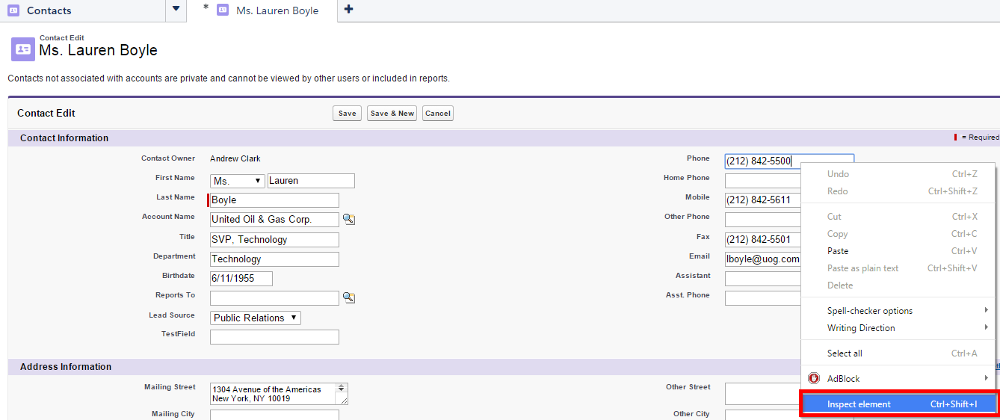 Contacts
* Ms. Lauren Boyle
Contact Edit
Ms. Lauren Boyle
Contacts not associated with accounts are private and cannot be viewed by other users or included in reports.
Contact Edit Save Save & New Cancel
Contact Information = Required
Contact Owner Andrew Clark
First Name Ms. Lauren
Last Name Boyle
Account Name United Oil & Gas Corp.
Title SVP, Technology
Department Technology
Birthdate 6/11/1955
Reports To
Lead Source Public Relations
TestField
Phone (212) 842-5500
Home Phone
Mobile (212) 842-5611
Other Phone
Fax (212) 842-5501
Email lboyle@uog.com
Assistant
Asst. Phone
Undo Ctrl+Z
Redo Ctrl+Shift+Z
Cut Ctrl+X
Copy Ctrl+C
Paste Ctrl+V
Paste as plain text Ctrl+Shift+V
Delete
Spell-checker options
Writing Direction
Select all Ctrl+A
AdBlock
Inspect element Ctrl+Shift+I
Address Information
Mailing Street 1304 Avenue of the Americas
New York, NY 10019
Mailing City
Other Street
Other City